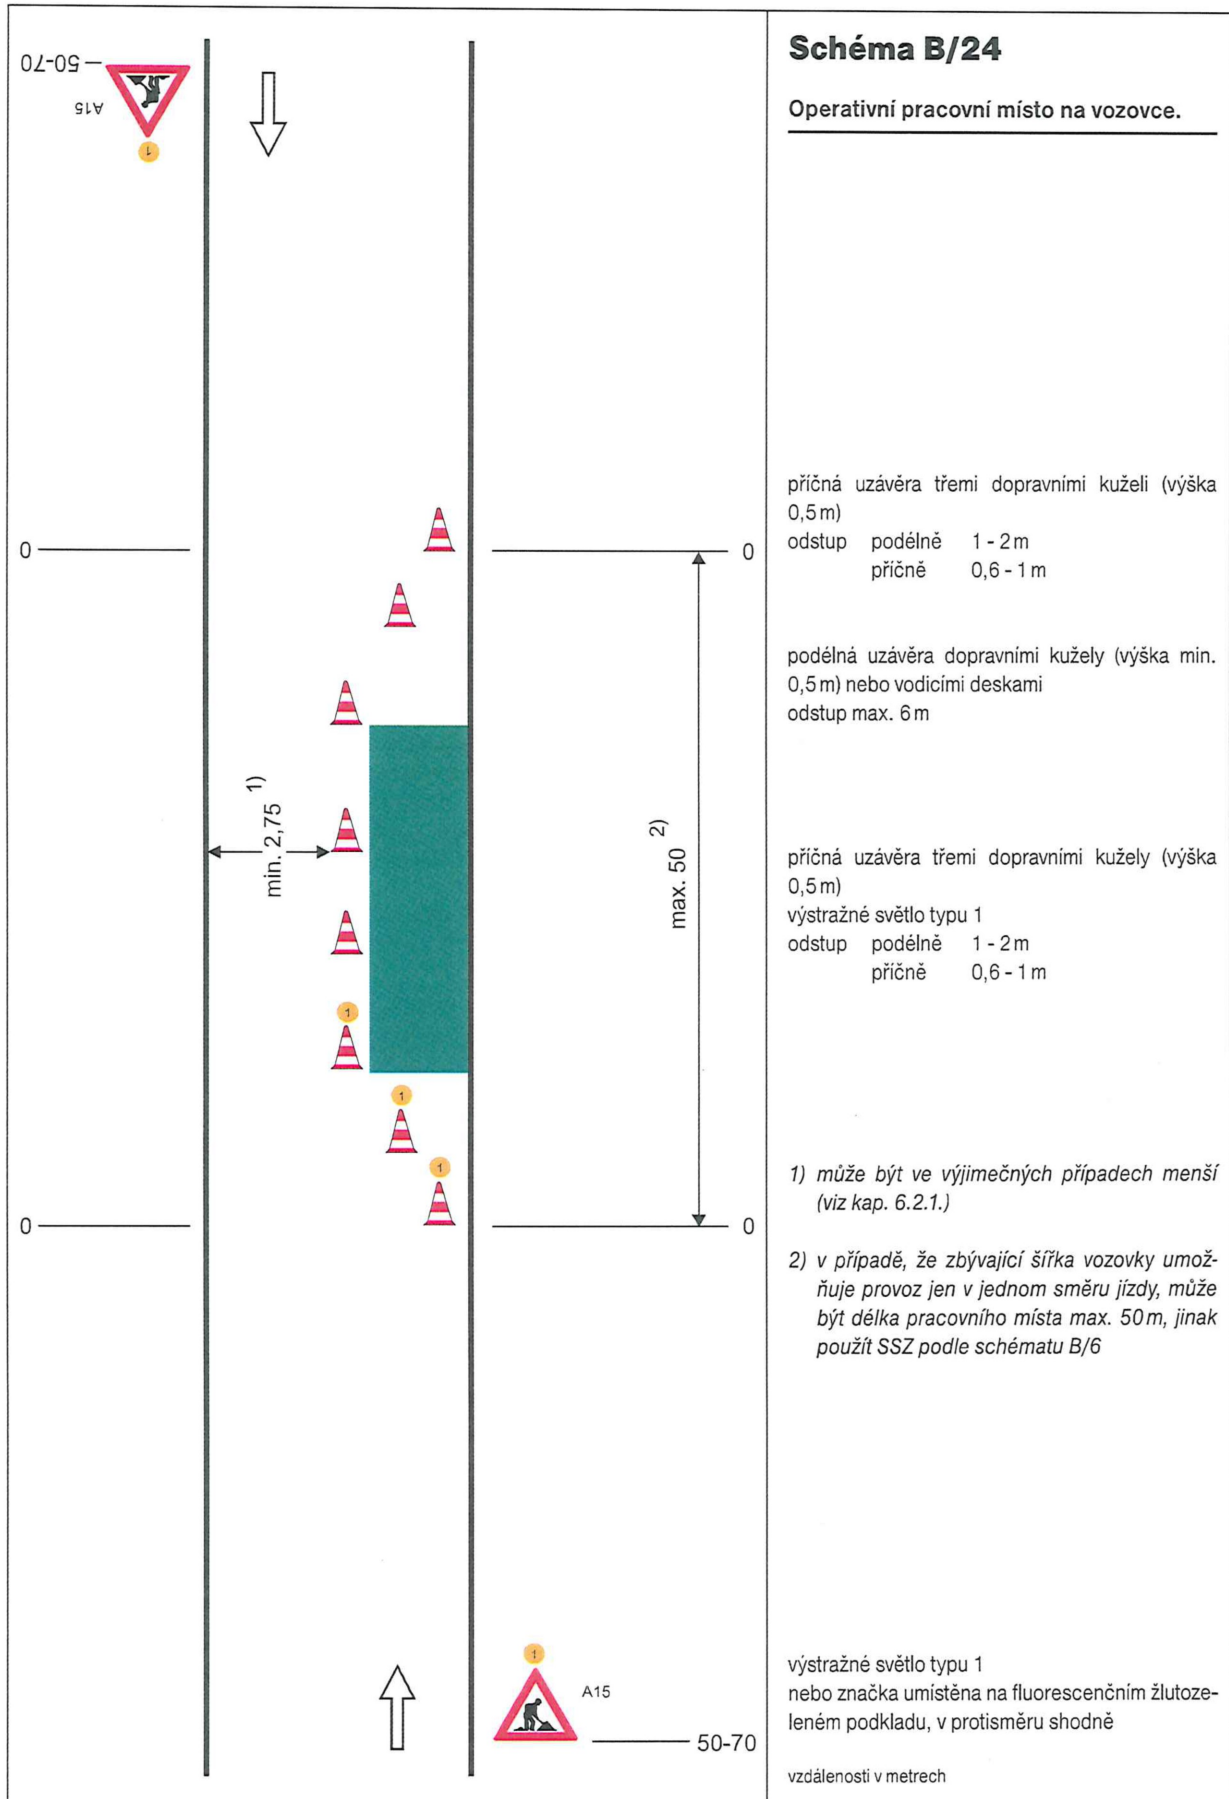 Schéma B/24
Operativní pracovní místo na vozovce.
50-70
A15
1
příčná uzávěra třemi dopravními kuželi (výška
0,5 m)
odstup podélně 1 - 2 m
příčně 0,6 - 1 m
0
0
podélná uzávěra dopravními kužely (výška min.
0,5 m) nebo vodicími deskami
odstup max. 6 m
min. 2,75 1)
max. 50 2)
příčná uzávěra třemi dopravními kužely (výška
0,5 m)
výstražné světlo typu 1
odstup podélně 1 - 2 m
příčně 0,6 - 1 m
1
1
1
0
0
1) může být ve výjimečných případech menší
(viz kap. 6.2.1.)
2) v případě, že zbývající šířka vozovky umož-
ňuje provoz jen v jednom směru jízdy, může
být délka pracovního místa max. 50 m, jinak
použít SSZ podle schématu B/6
1
A15
50-70
výstražné světlo typu 1
nebo značka umístěna na fluorescenčním žlutoze-
leném podkladu, v protisměru shodně
vzdálenosti v metrech